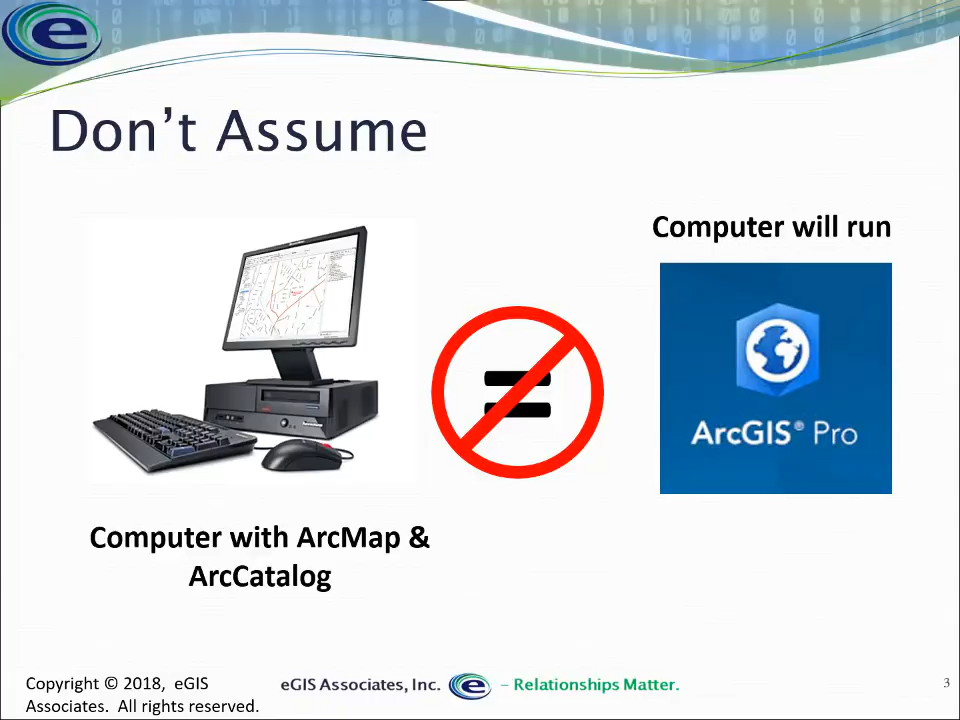 Don’t Assume
Computer will run
=
ArcGIS® Pro
Computer with ArcMap &
ArcCatalog
Copyright © 2018, eGIS
Associates. All rights reserved.
eGIS Associates, Inc. e – Relationships Matter.
3